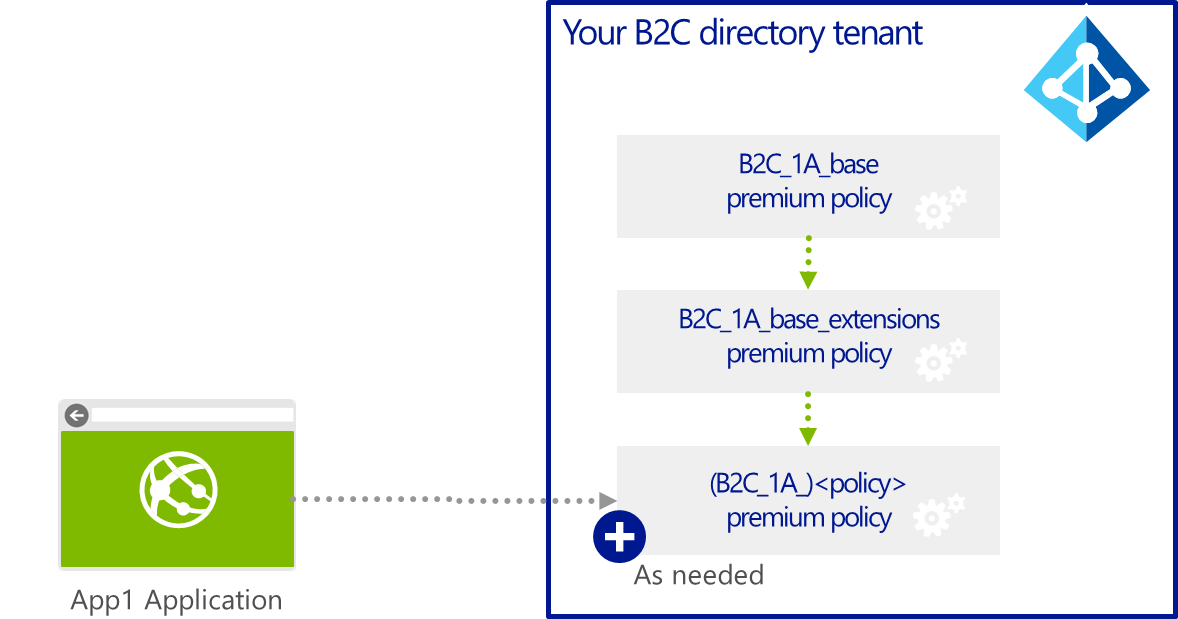 Your B2C directory tenant
B2C_1A_base
premium policy
B2C_1A_base_extensions
premium policy
(B2C_1A_)<policy>
premium policy
As needed
App1 Application